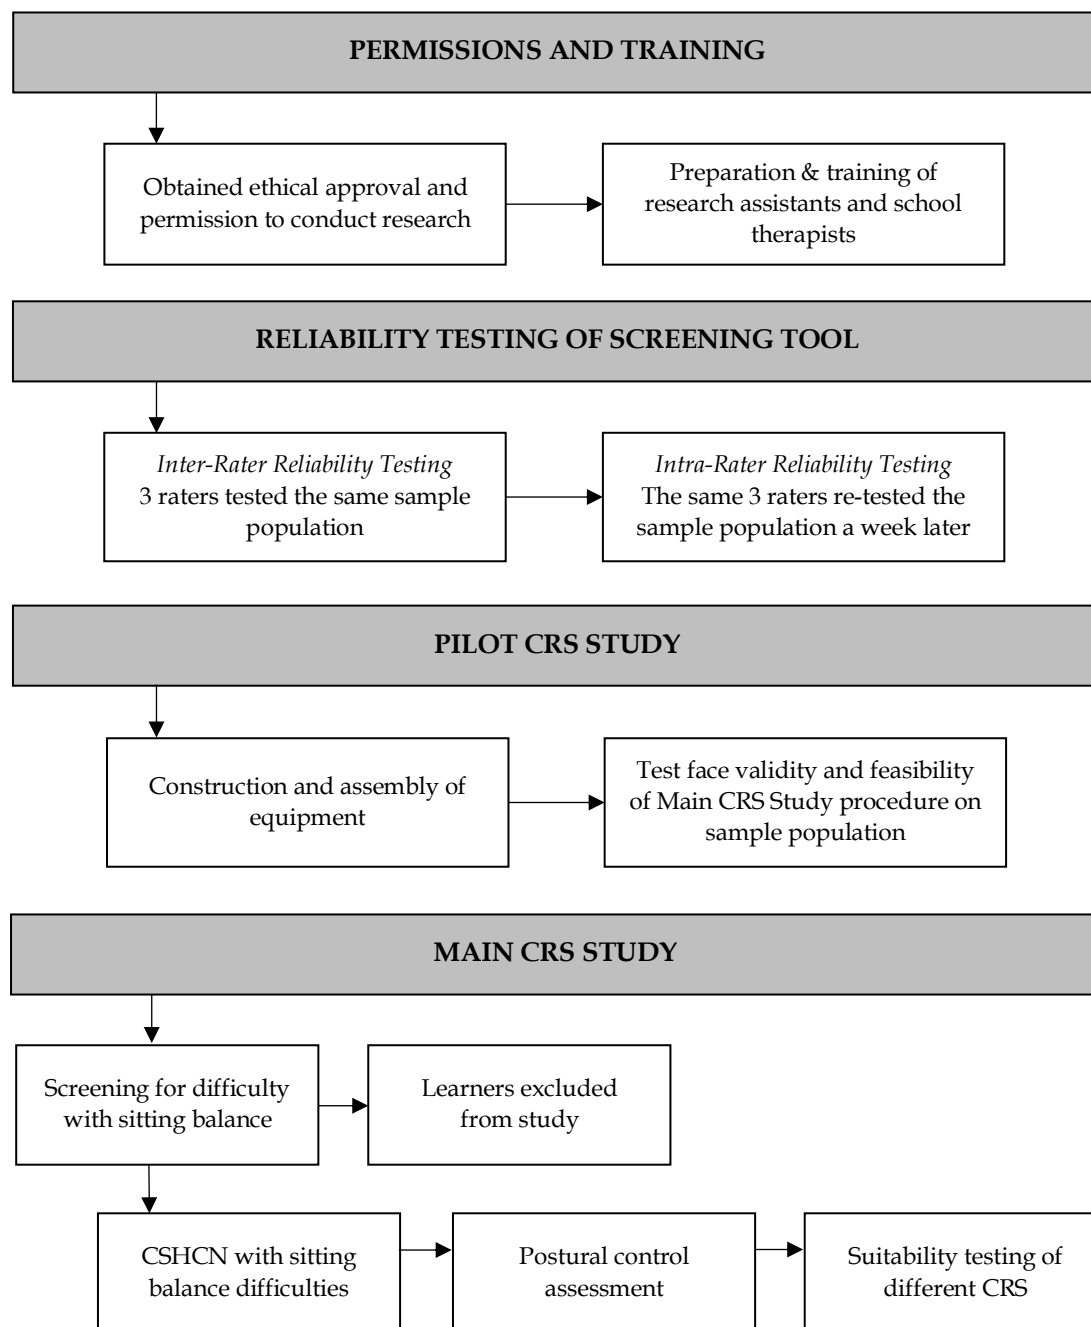 PERMISSIONS AND TRAINING
Obtained ethical approval and
permission to conduct research
Preparation & training of
research assistants and school
therapists
RELIABILITY TESTING OF SCREENING TOOL
Inter-Rater Reliability Testing
3 raters tested the same sample
population
Intra-Rater Reliability Testing
The same 3 raters re-tested the
sample population a week later
PILOT CRS STUDY
Construction and assembly of
equipment
Test face validity and feasibility
of Main CRS Study procedure on
sample population
MAIN CRS STUDY
Screening for difficulty
with sitting balance
Learners excluded
from study
CSHCN with sitting
balance difficulties
Postural control
assessment
Suitability testing of
different CRS